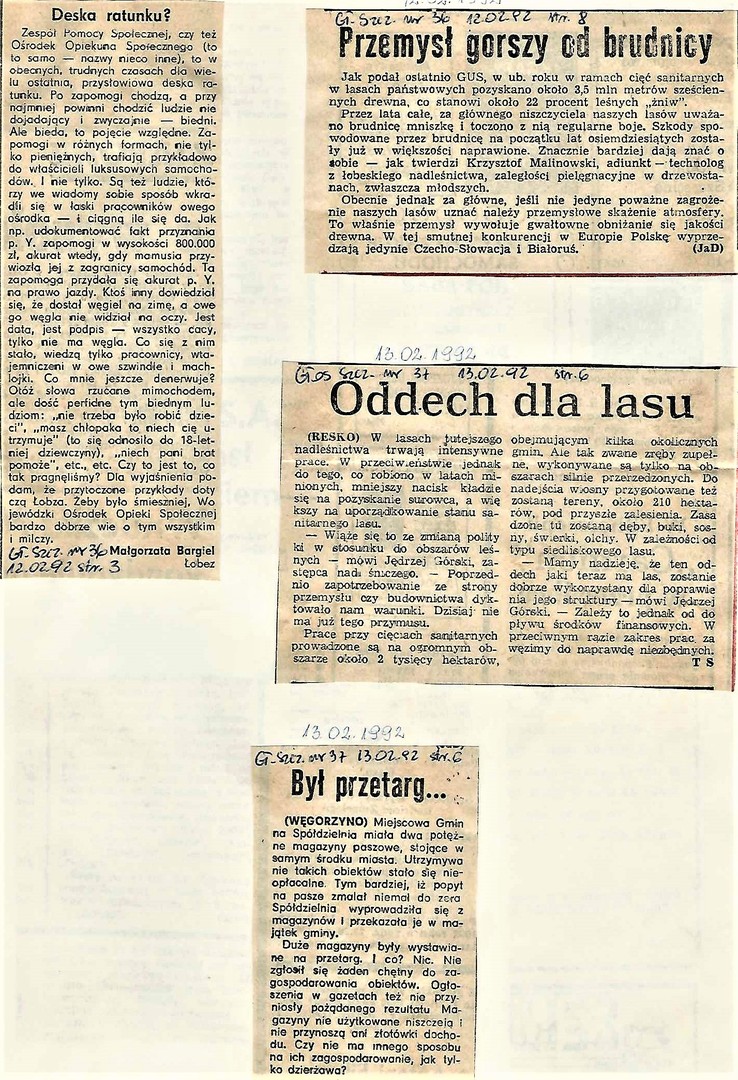 Deska ratunku?
Zespół Pomocy Społecznej, czy też
Ośrodek Opiekuna Społecznego (to
to samo — nazwy nieco inne), to w
obecnych, trudnych czasach dla wie-
lu ostatnia, przysłowiowa deska ra-
tunku. Po zapomogi chodzą, a przy
najmniej powinni chodzić ludzie nie
dojadający i zwyczajnie — biedni.
Ale bieda, to pojęcie względne. Za-
pomogi w różnych formach, nie tyl-
ko pieniężnych, trafiają przykładowo
do właścicieli luksusowych samocho-
dów. I nie tylko. Są też ludzie, któ-
rzy we wiadomy sobie sposób wkra-
dli się w łaski pracowników owego
ośrodka — i ciągną ile się da. Jak
np. udokumentować fakt przyznania
p. Y. zapomogi w wysokości 800.000
zł, akurat wtedy, gdy mamusia przy-
wiozła jej z zagranicy samochód. Ta
zapomoga przydała się akurat p. Y.
na prawo jazdy. Ktoś inny dowiedział
się, że dostał węgiel na zimę, a owe
go węgla nie widział na oczy. Jest
data, jest podpis — wszystko cacy,
tylko nie ma węgla. Co się z nim
stało, wiedzą tylko pracownicy, wta-
jemniczeni w owe szwindle i mach-
lojki. Co mnie jeszcze denerwuje?
Otóż słowa rzucane mimochodem,
ale dość perfidne tym biednym lu-
dziom: „nie trzeba było robić dzie-
ci", „masz chłopaka to niech cię u-
trzymuje" (to się odnosiło do 18-let-
niej dziewczyny), „niech pani brat
pomoże", etc., etc. Czy to jest to, co
tak pragnęliśmy? Dla wyjaśnienia po-
dam, że przytoczone przykłady doty
czą Łobza. Żeby było śmieszniej, Wo
jewódzki Ośrodek Opieki Społecznej
bardzo dobrze wie o tym wszystkim
i milczy.
Małgorzata Bargiel
Łobez
Gł. Szcz. nr 36
12.02.92 str. 3
Gł. Szcz. nr 36 12.02.92 str. 8
Przemysł gorszy od brudnicy
Jak podał ostatnio GUS, w ub. roku w ramach cięć sanitarnych
w lasach państwowych pozyskano około 3,5 mln metrów sześcien-
nych drewna, co stanowi około 22 procent leśnych „żniw".
Przez lata całe, za głównego niszczyciela naszych lasów uważa-
no brudnicę mniszkę i toczono z nią regularne boje. Szkody spo-
wodowane przez brudnicę na początku lat osiemdziesiątych zosta-
ły już w większości naprawione. Znacznie bardziej dają znać o
sobie — jak twierdzi Krzysztof Malinowski, adiunkt — technolog
z łobeskiego nadleśnictwa, zaległości pielęgnacyjne w drzewosta-
nach, zwłaszcza młodszych.
Obecnie jednak za główne, jeśli nie jedyne poważne zagroże-
nie naszych lasów uznać należy przemysłowe skażenie atmosfery.
To właśnie przemysł wywołuje gwałtowne obniżanie się jakości
drewna. W tej smutnej konkurencji w Europie Polskę wyprze-
dzają jedynie Czecho-Słowacja i Białoruś. (JaD)
13.02.1992
Głos Szcz. nr 37 13.02.92 str. 6
Oddech dla lasu
(RESKO) W lasach tutejszego
nadleśnictwa trwają intensywne
prace. W przeciwieństwie jednak
do tego, co robiono w latach mi-
nionych, mniejszy nacisk kładzie
się na pozyskanie surowca, a wię
kszy na uporządkowanie stanu sa-
nitarnego lasu.
— Wiąże się to ze zmianą polity
ki w stosunku do obszarów leś-
nych — mówi Jędrzej Górski, za-
stępca nadleśniczego. — Poprzed-
nio zapotrzebowanie ze strony
przemysłu czy budownictwa dyk-
towało nam warunki. Dzisiaj nie
ma już tego przymusu.
Prace przy cięciach sanitarnych
prowadzone są na ogromnym ob-
szarze około 2 tysięcy hektarów,
obejmującym kilka okolicznych
gmin. Ale tak zwane zręby zupeł-
ne, wykonywane są tylko na ob-
szarach silnie przerzedzonych. Do
nadejścia wiosny przygotowane też
zostaną tereny, około 210 hekta-
rów, pod przyszłe zalesienia. Zasa
dzone tu zostaną dęby, buki, sos-
ny, świerki, olchy. W zależności od
typu siedliskowego lasu.
— Mamy nadzieję, że ten od-
dech jaki teraz ma las, zostanie
dobrze wykorzystany dla poprawie
nia jego struktury — mówi Jędrzej
Górski. — Zależy to jednak od do
pływu środków finansowych. W
przeciwnym razie zakres prac za
węzimy do naprawdę niezbędnych.
T S
13.02.1992
Gł. Szcz. nr 37 13.02.92 str. 6
Był przetarg...
(WĘGORZYNO) Miejscowa Gmin
na Spółdzielnia miała dwa potęż-
ne magazyny paszowe, stojące w
samym środku miasta. Utrzymywa
nie takich obiektów stało się nie-
opłacalne. Tym bardziej, iż popyt
na pasze zmalał niemal do zera
Spółdzielnia wyprowadziła się z
magazynów i przekazała je w ma-
jątek gminy.
Duże magazyny były wystawia-
ne na przetarg. I co? Nic. Nie
zgłosił się żaden chętny do za-
gospodarowania obiektów. Ogło-
szenia w gazetach też nie przy-
niosły pożądanego rezultatu Ma-
gazyny nie użytkowane niszczeją i
nie przynoszą ani złotówki docho-
du. Czy nie ma innego sposobu
na ich zagospodarowanie, jak tyl-
ko dzierżawa?